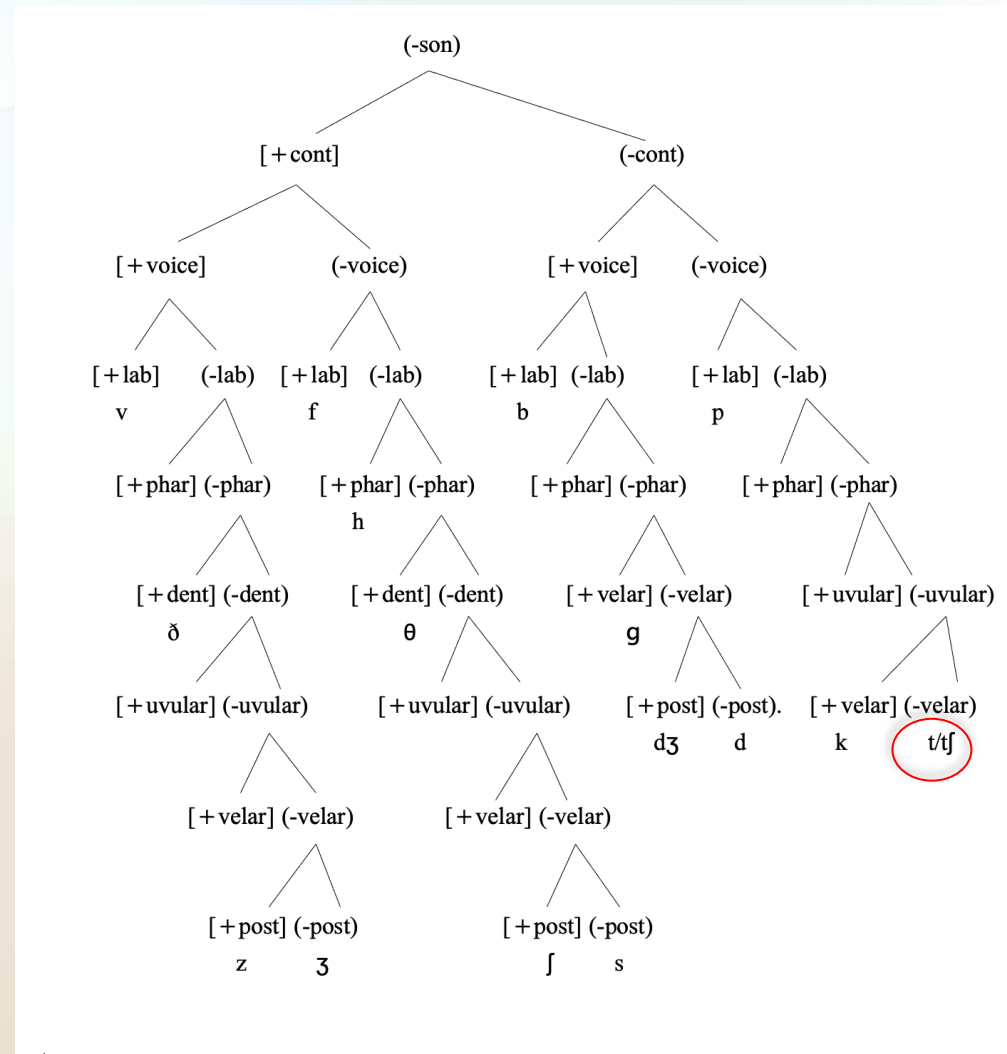 (-son)
[+cont] (-cont)
[+voice] (-voice) [+voice] (-voice)
[+lab] (-lab) [+lab] (-lab) [+lab] (-lab) [+lab] (-lab)
v f b p
[+phar] (-phar) [+phar] (-phar) [+phar] (-phar) [+phar] (-phar)
h
[+dent] (-dent) [+dent] (-dent) [+velar] (-velar) [+uvular] (-uvular)
ð θ g
[+uvular] (-uvular) [+uvular] (-uvular) [+post] (-post). [+velar] (-velar)
dʒ d k t/tʃ
[+velar] (-velar) [+velar] (-velar)
[+post] (-post) [+post] (-post)
z ʒ ʃ s